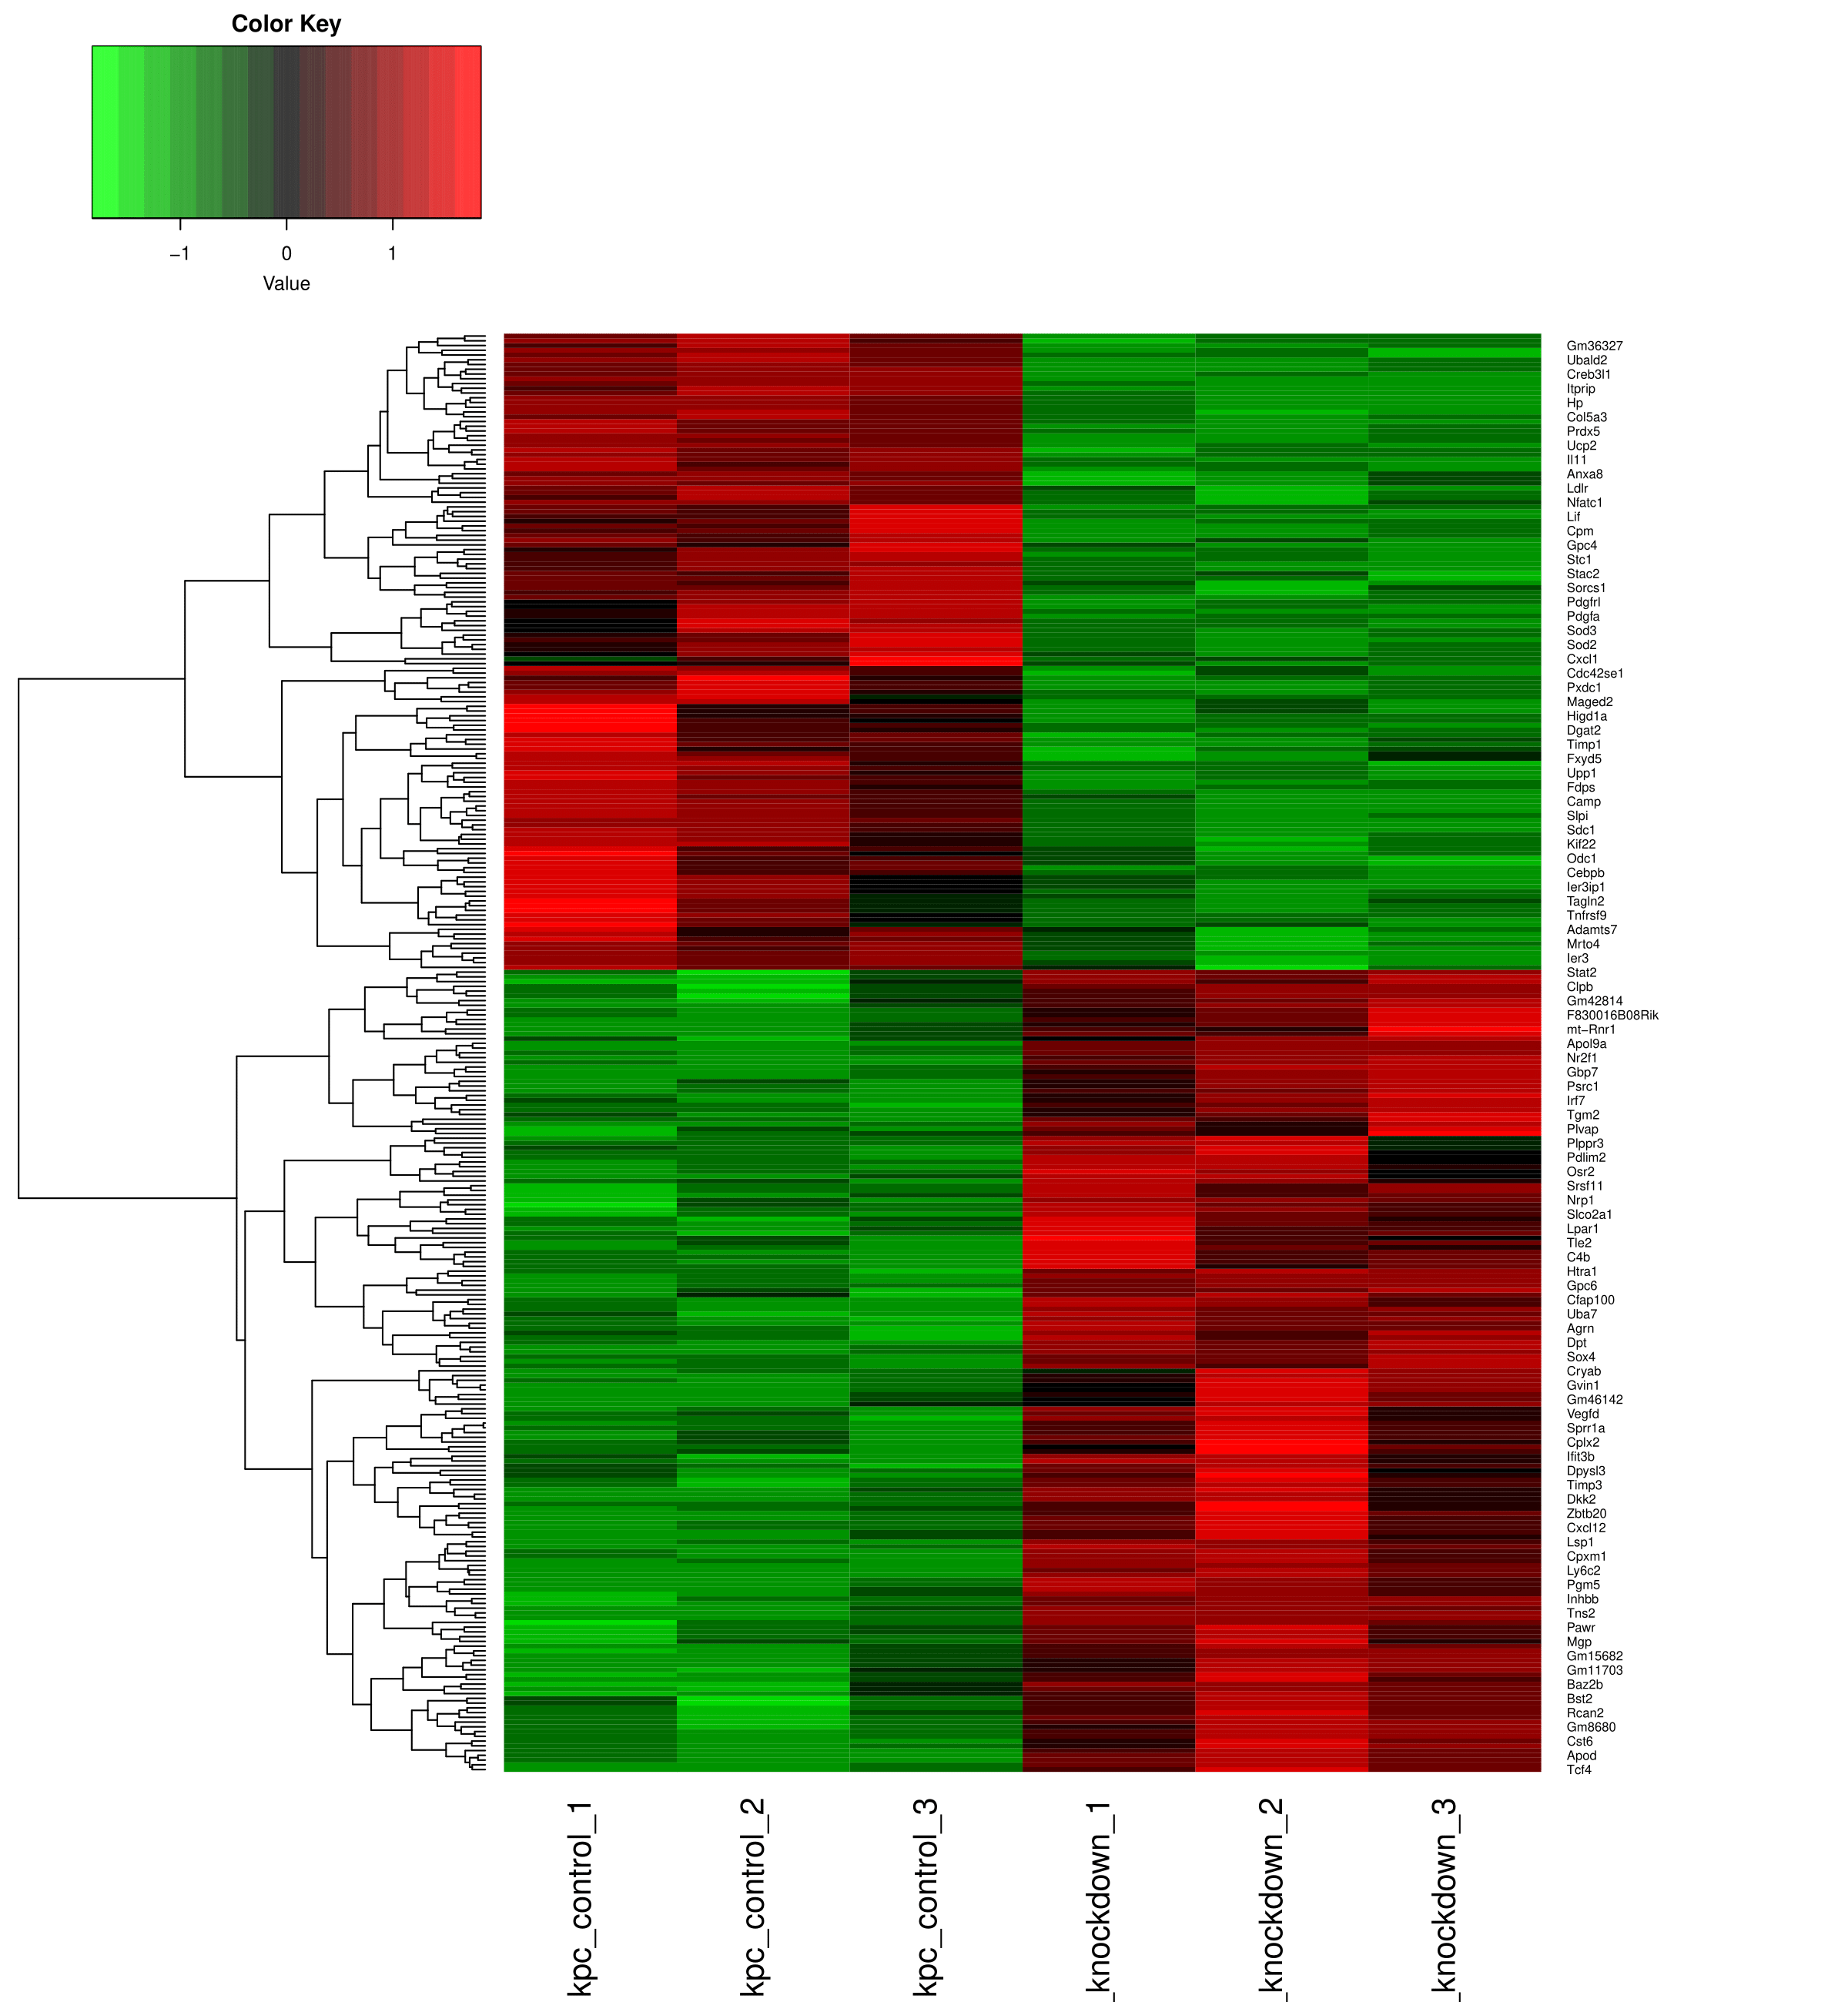 Color Key
−1 0 1
Value
Gm36327
Ubald2
Creb3l1
Itprip
Hp
Col5a3
Prdx5
Ucp2
Il11
Anxa8
Ldlr
Nfatc1
Lif
Cpm
Gpc4
Stc1
Stac2
Sorcs1
Pdgfrl
Pdgfa
Sod3
Sod2
Cxcl1
Cdc42se1
Pxdc1
Maged2
Higd1a
Dgat2
Timp1
Fxyd5
Upp1
Fdps
Camp
Slpi
Sdc1
Kif22
Odc1
Cebpb
Ier3ip1
Tagln2
Tnfrsf9
Adamts7
Mrto4
Ier3
Stat2
Clpb
Gm42814
F830016B08Rik
mt−Rnr1
Apol9a
Nr2f1
Gbp7
Psrc1
Irf7
Tgm2
Plvap
Plppr3
Pdlim2
Osr2
Srsf11
Nrp1
Slco2a1
Lpar1
Tle2
C4b
Htra1
Gpc6
Cfap100
Uba7
Agrn
Dpt
Sox4
Cryab
Gvin1
Gm46142
Vegfd
Sprr1a
Cplx2
Ifit3b
Dpysl3
Timp3
Dkk2
Zbtb20
Cxcl12
Lsp1
Cpxm1
Ly6c2
Pgm5
Inhbb
Tns2
Pawr
Mgp
Gm15682
Gm11703
Baz2b
Bst2
Rcan2
Gm8680
Cst6
Apod
Tcf4
kpc_control_1
kpc_control_2
kpc_control_3
_knockdown_1
_knockdown_2
_knockdown_3